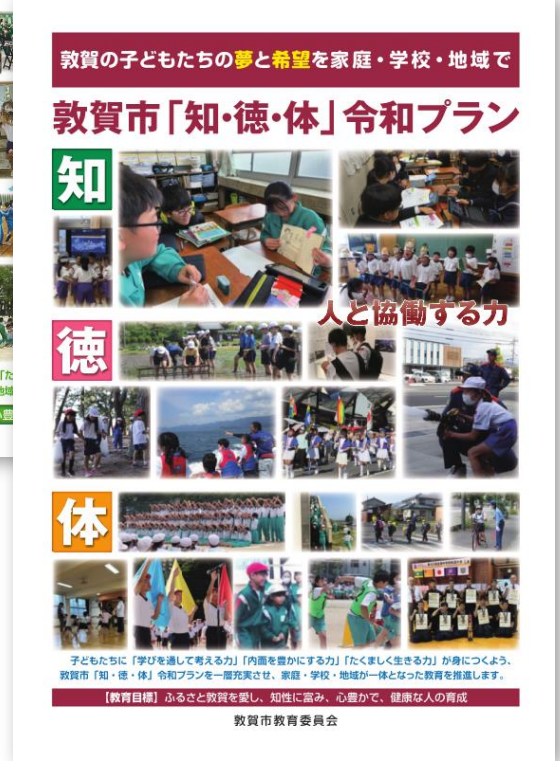 敦賀の子どもたちの夢と希望を家庭・学校・地域で
敦賀市「知・徳・体」令和プラン
知
人と協働する力
徳
体
子どもたちに「学びを通して考える力」「内面を豊かにする力」「たくましく生きる力」が身につくよう、
敦賀市「知・徳・体」令和プランを一層充実させ、家庭・学校・地域が一体となった教育を推進します。
【教育目標】ふるさと敦賀を愛し、知性に富み、心豊かで、健康な人の育成
敦賀市教育委員会